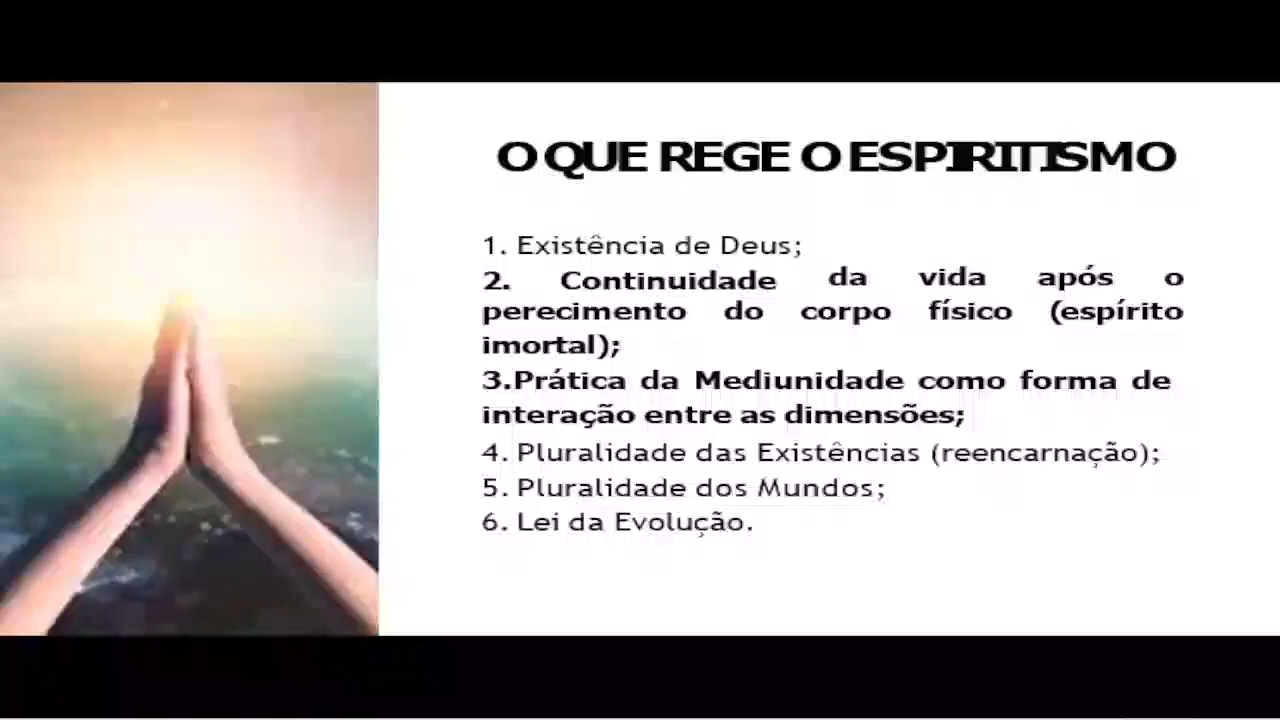 O QUE REGE O ESPIRITISMO
1. Existência de Deus;
2. Continuidade da vida após o
perecimento do corpo físico (espírito
imortal);
3.Prática da Mediunidade como forma de
interação entre as dimensões;
4. Pluralidade das Existências (reencarnação);
5. Pluralidade dos Mundos;
6. Lei da Evolução.